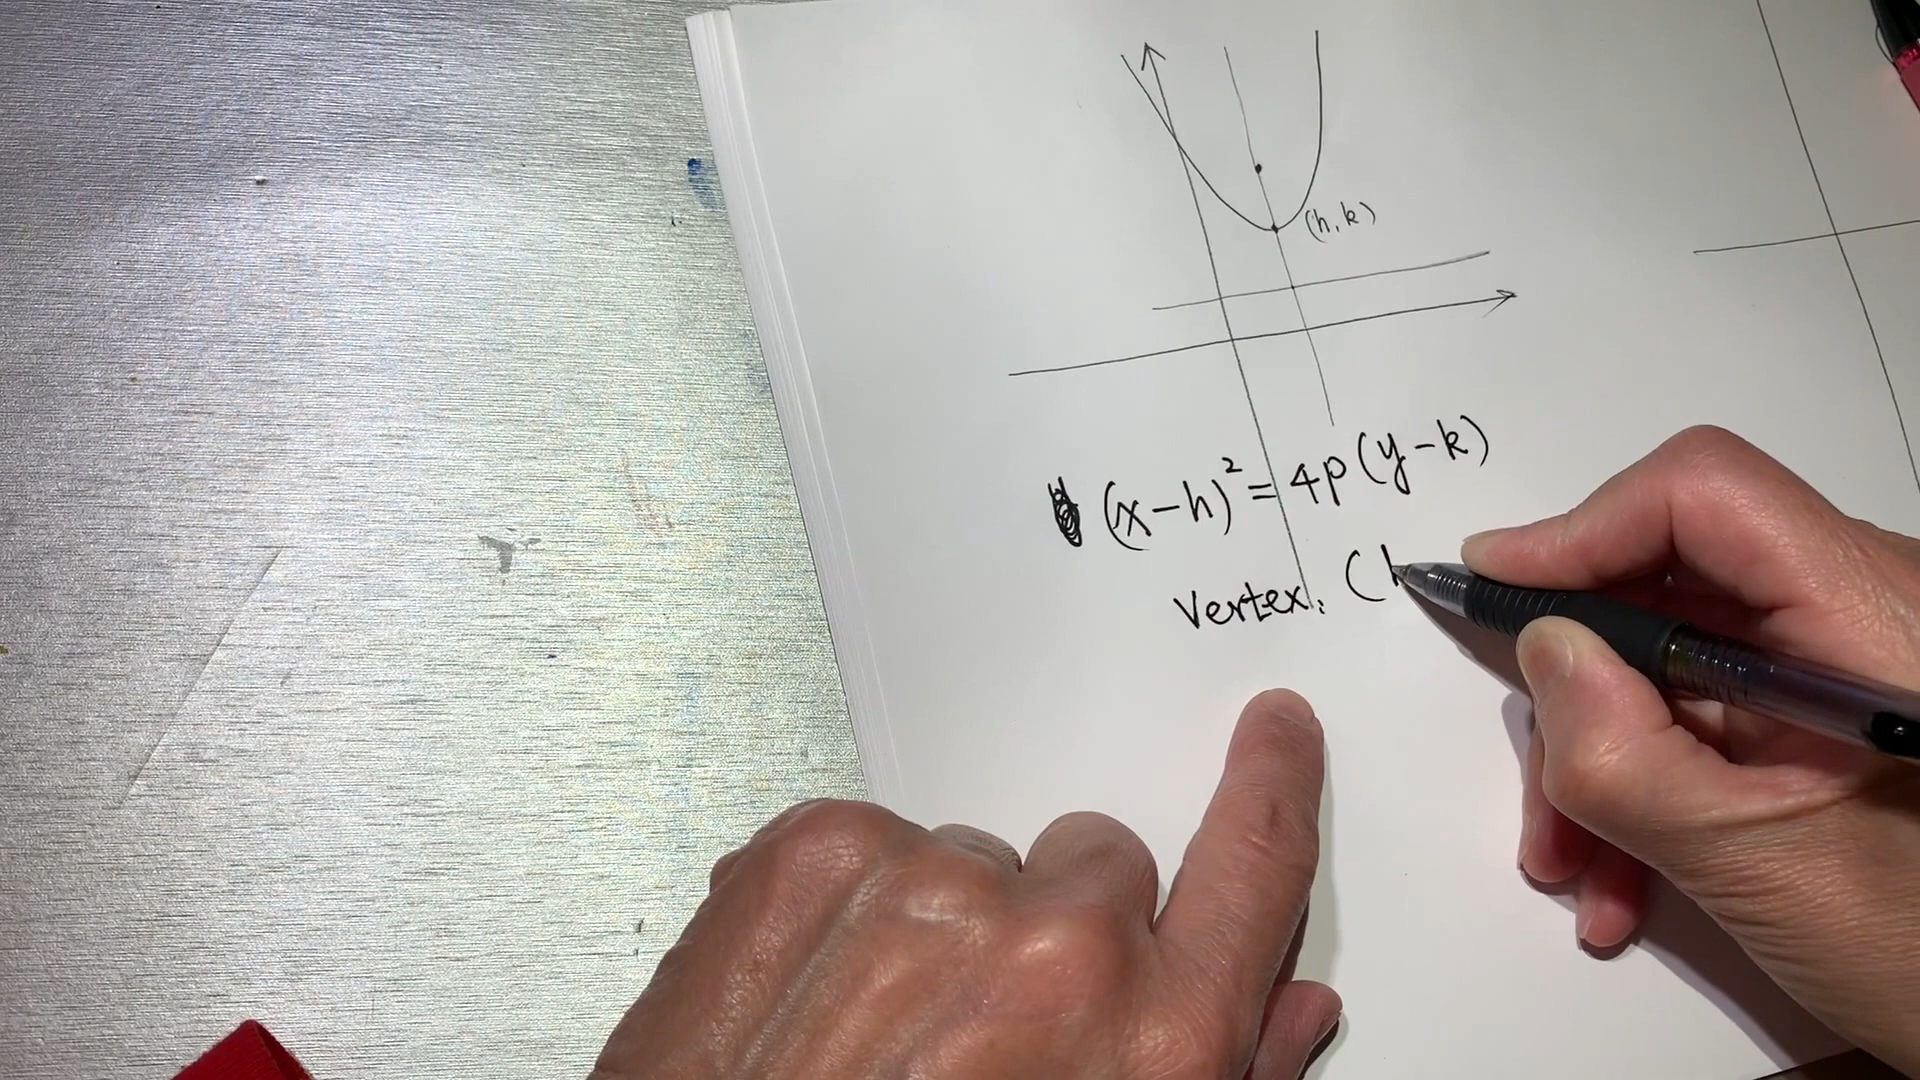 (h, k)
(x-h)² = 4p(y-k)
Vertex: (h